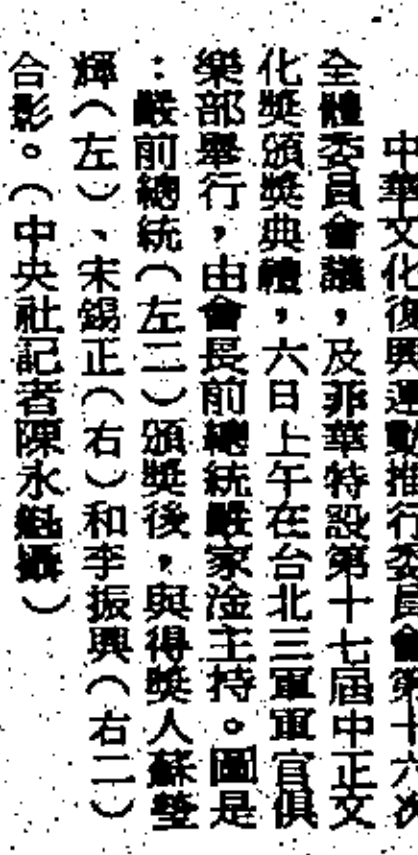 中華文化復興運動推行委員會第十六次
全體委員會議，及菲華特設第十七屆中正文
化獎頒獎典禮，六日上午在台北三軍軍官俱
樂部舉行，由會長前總統嚴家淦主持。圖是
：嚴前總統（左二）頒獎後，與得獎人蘇瑩
輝（左）、宋錫正（右）和李振興（右二）
合影。（中央社記者陳永魁攝）